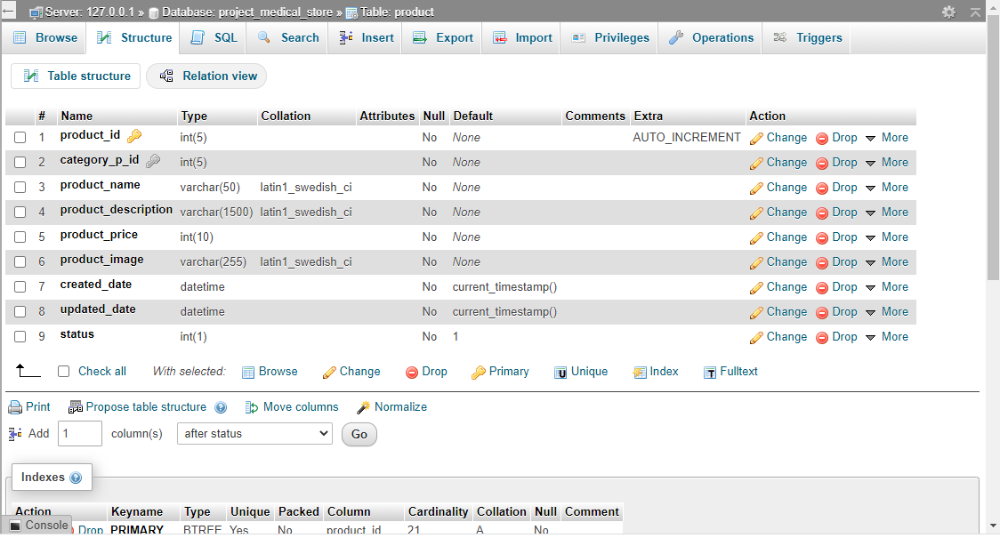 Server: 127.0.0.1 » Database: project_medical_store » Table: product
Browse Structure SQL Search Insert Export Import Privileges Operations Triggers
Table structure Relation view
# Name Type Collation Attributes Null Default Comments Extra Action
1 product_id int(5) No None AUTO_INCREMENT Change Drop More
2 category_p_id int(5) No None Change Drop More
3 product_name varchar(50) latin1_swedish_ci No None Change Drop More
4 product_description varchar(1500) latin1_swedish_ci No None Change Drop More
5 product_price int(10) No None Change Drop More
6 product_image varchar(255) latin1_swedish_ci No None Change Drop More
7 created_date datetime No current_timestamp() Change Drop More
8 updated_date datetime No current_timestamp() Change Drop More
9 status int(1) No 1 Change Drop More
Check all With selected: Browse Change Drop Primary Unique Index Fulltext
Print Propose table structure Move columns Normalize
Add 1 column(s) after status Go
Indexes
Action Keyname Type Unique Packed Column Cardinality Collation Null Comment
Console Drop PRIMARY BTREE Yes No product_id 21 A No